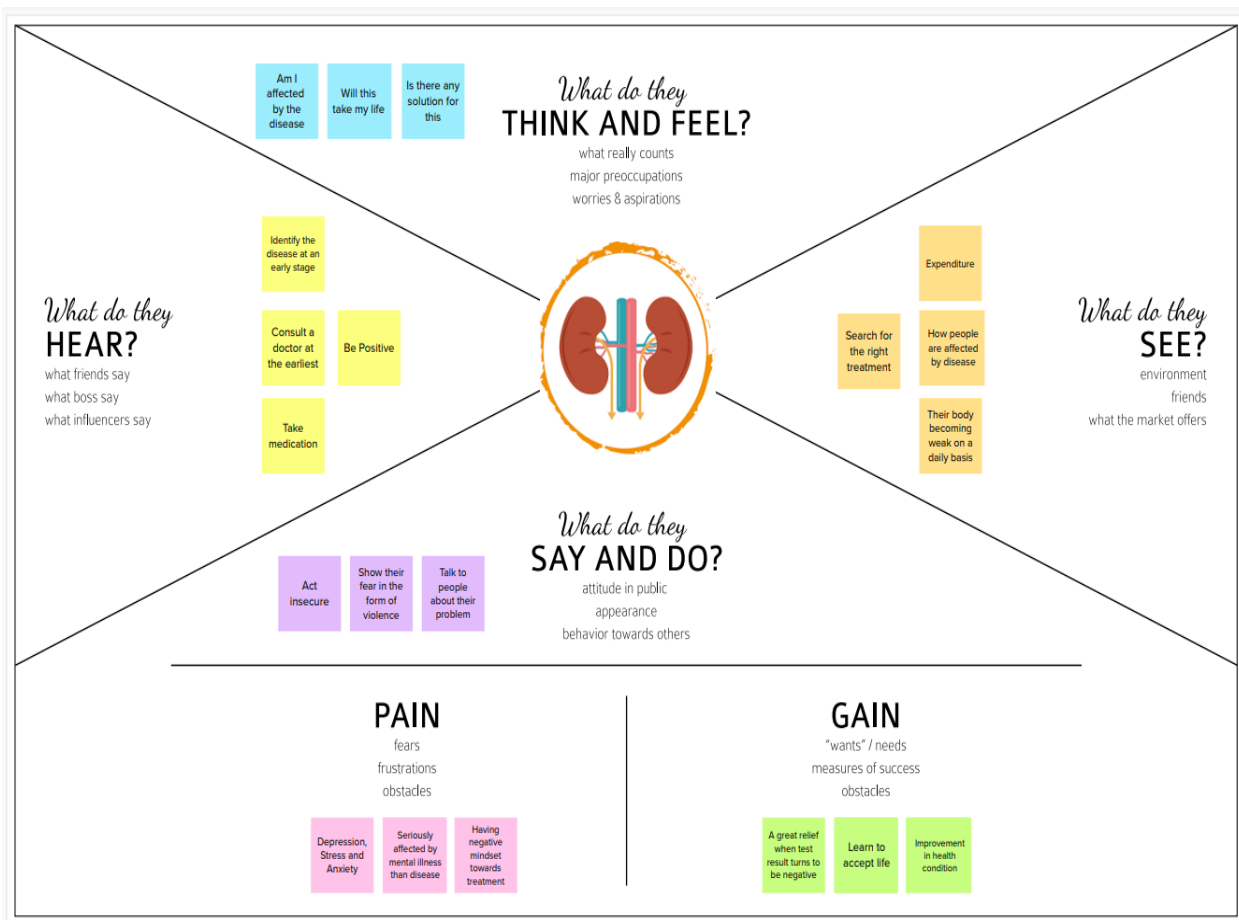 Am I
affected
by the
disease
Will this
take my life
Is there any
solution for
this
What do they
THINK AND FEEL?
what really counts
major preoccupations
worries & aspirations
What do they
HEAR?
what friends say
what boss say
what influencers say
Identify the
disease at an
early stage
Consult a
doctor at
the earliest
Be Positive
Take
medication
Expenditure
Search for
the right
treatment
How people
are affected
by disease
Their body
becoming
weak on a
daily basis
What do they
SEE?
environment
friends
what the market offers
What do they
SAY AND DO?
attitude in public
appearance
behavior towards others
Act
insecure
Show their
fear in the
form of
violence
Talk to
people
about their
problem
PAIN
fears
frustrations
obstacles
Depression,
Stress and
Anxiety
Seriously
affected by
mental illness
than disease
Having
negative
mindset
towards
treatment
GAIN
"wants" / needs
measures of success
obstacles
A great relief
when test
result turns to
be negative
Learn to
accept life
Improvement
in health
condition